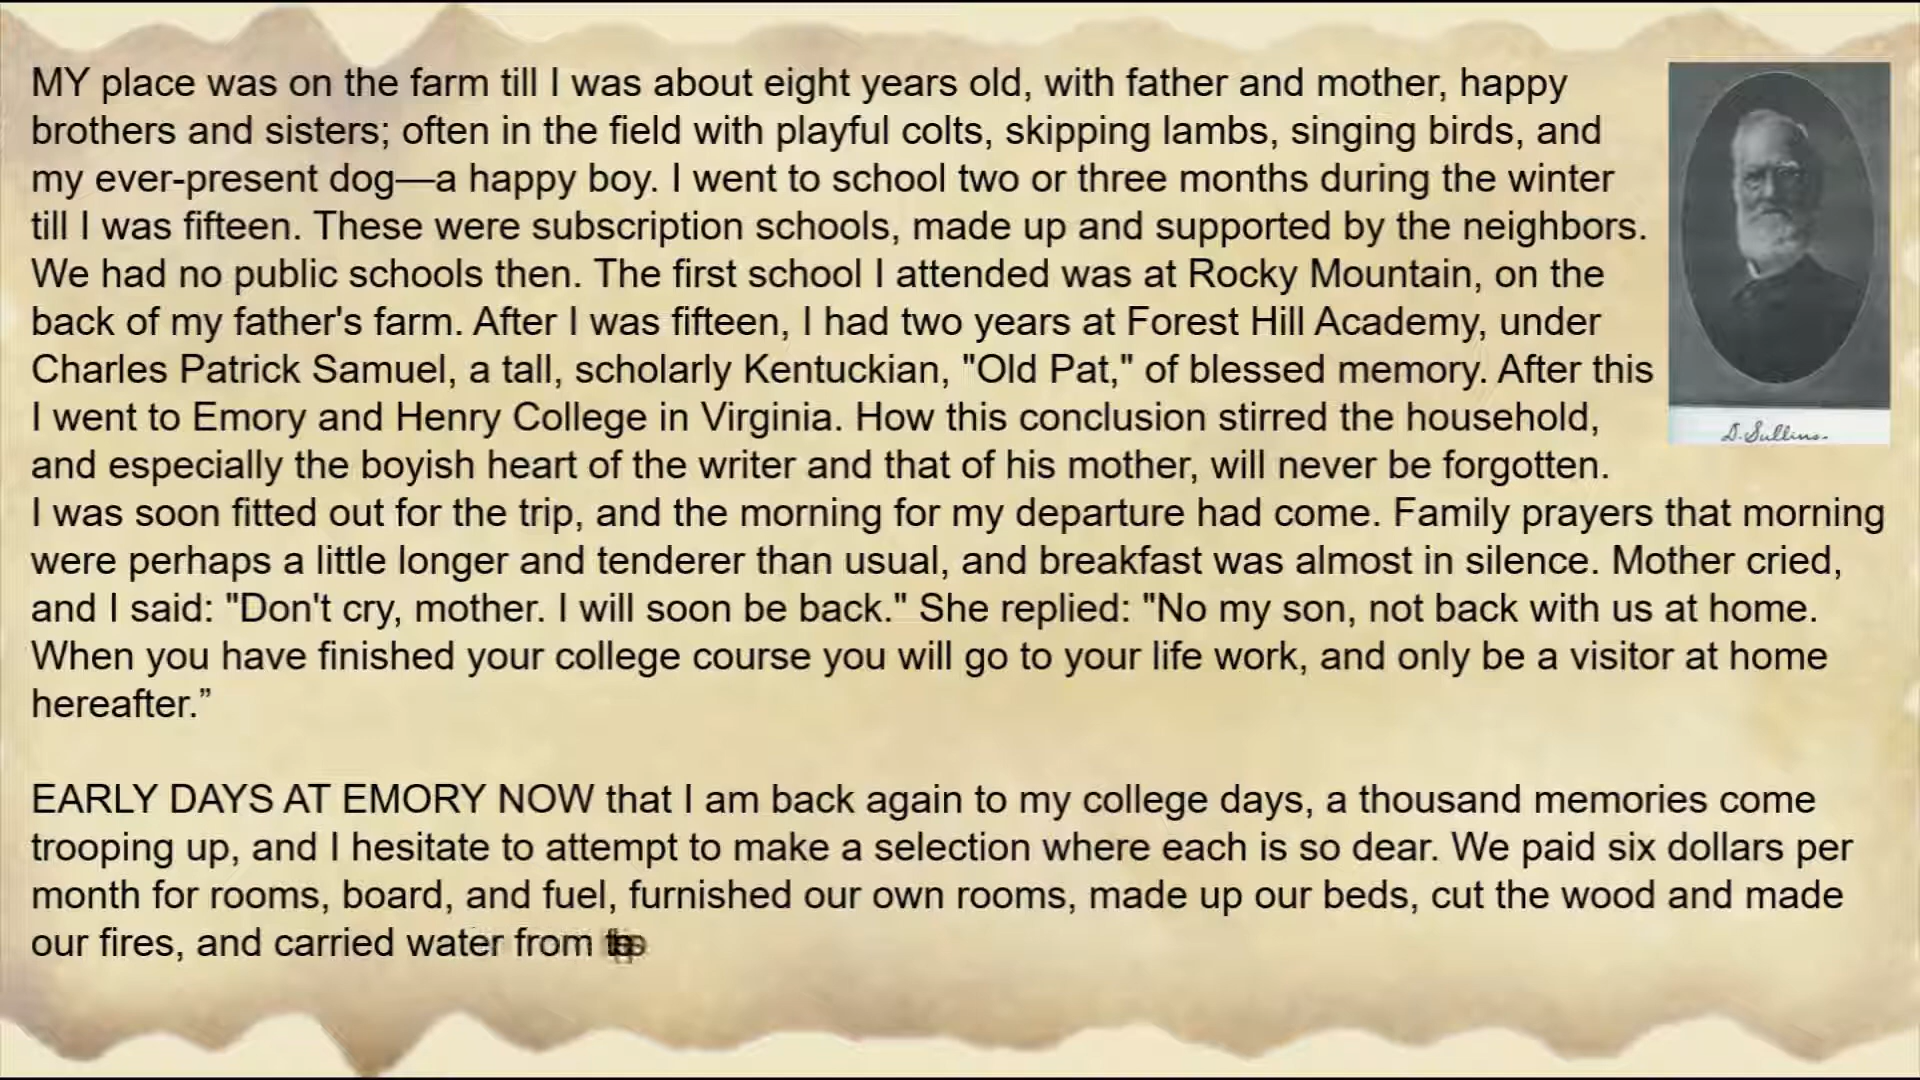 MY place was on the farm till I was about eight years old, with father and mother, happy
brothers and sisters; often in the field with playful colts, skipping lambs, singing birds, and
my ever-present dog—a happy boy. I went to school two or three months during the winter
till I was fifteen. These were subscription schools, made up and supported by the neighbors.
We had no public schools then. The first school I attended was at Rocky Mountain, on the
back of my father's farm. After I was fifteen, I had two years at Forest Hill Academy, under
Charles Patrick Samuel, a tall, scholarly Kentuckian, "Old Pat," of blessed memory. After this
I went to Emory and Henry College in Virginia. How this conclusion stirred the household,
and especially the boyish heart of the writer and that of his mother, will never be forgotten.
I was soon fitted out for the trip, and the morning for my departure had come. Family prayers that morning
were perhaps a little longer and tenderer than usual, and breakfast was almost in silence. Mother cried,
and I said: "Don't cry, mother. I will soon be back." She replied: "No my son, not back with us at home.
When you have finished your college course you will go to your life work, and only be a visitor at home
hereafter.”
EARLY DAYS AT EMORY NOW that I am back again to my college days, a thousand memories come
trooping up, and I hesitate to attempt to make a selection where each is so dear. We paid six dollars per
month for rooms, board, and fuel, furnished our own rooms, made up our beds, cut the wood and made
our fires, and carried water from
D. Sullins.